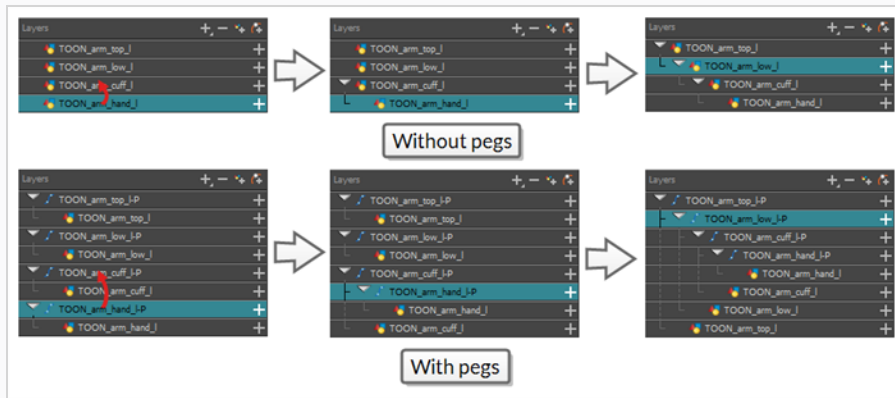 Layers
TOON_arm_top_l
TOON_arm_low_l
TOON_arm_cuff_l
TOON_arm_hand_l
Layers
TOON_arm_top_l
TOON_arm_low_l
TOON_arm_cuff_l
TOON_arm_hand_l
Layers
TOON_arm_top_l
TOON_arm_low_l
TOON_arm_cuff_l
TOON_arm_hand_l
Without pegs
Layers
TOON_arm_top_l-P
TOON_arm_top_l
TOON_arm_low_l-P
TOON_arm_low_l
TOON_arm_cuff_l-P
TOON_arm_cuff_l
TOON_arm_hand_l-P
TOON_arm_hand_l
Layers
TOON_arm_top_l-P
TOON_arm_top_l
TOON_arm_low_l-P
TOON_arm_low_l
TOON_arm_cuff_l-P
TOON_arm_hand_l-P
TOON_arm_hand_l
TOON_arm_cuff_l
Layers
TOON_arm_top_l-P
TOON_arm_low_l-P
TOON_arm_cuff_l-P
TOON_arm_hand_l-P
TOON_arm_hand_l
TOON_arm_cuff_l
TOON_arm_low_l
TOON_arm_top_l
With pegs